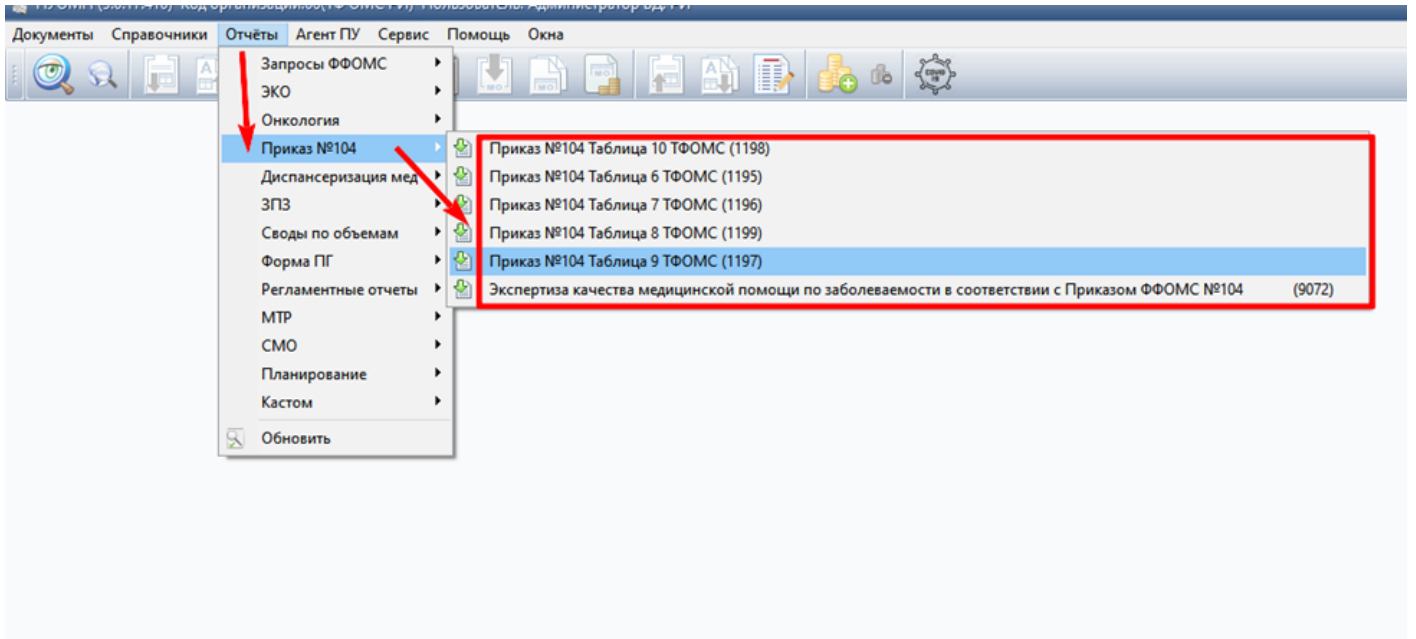 Документы Справочники Отчёты Агент ПУ Сервис Помощь Окна
Запросы ФФОМС
ЭКО
Онкология
Приказ №104
Диспансеризация мед
ЗПЗ
Своды по объемам
Форма ПГ
Регламентные отчеты
МТР
СМО
Планирование
Кастом
Обновить
Приказ №104 Таблица 10 ТФОМС (1198)
Приказ №104 Таблица 6 ТФОМС (1195)
Приказ №104 Таблица 7 ТФОМС (1196)
Приказ №104 Таблица 8 ТФОМС (1199)
Приказ №104 Таблица 9 ТФОМС (1197)
Экспертиза качества медицинской помощи по заболеваемости в соответствии с Приказом ФФОМС №104 (9072)